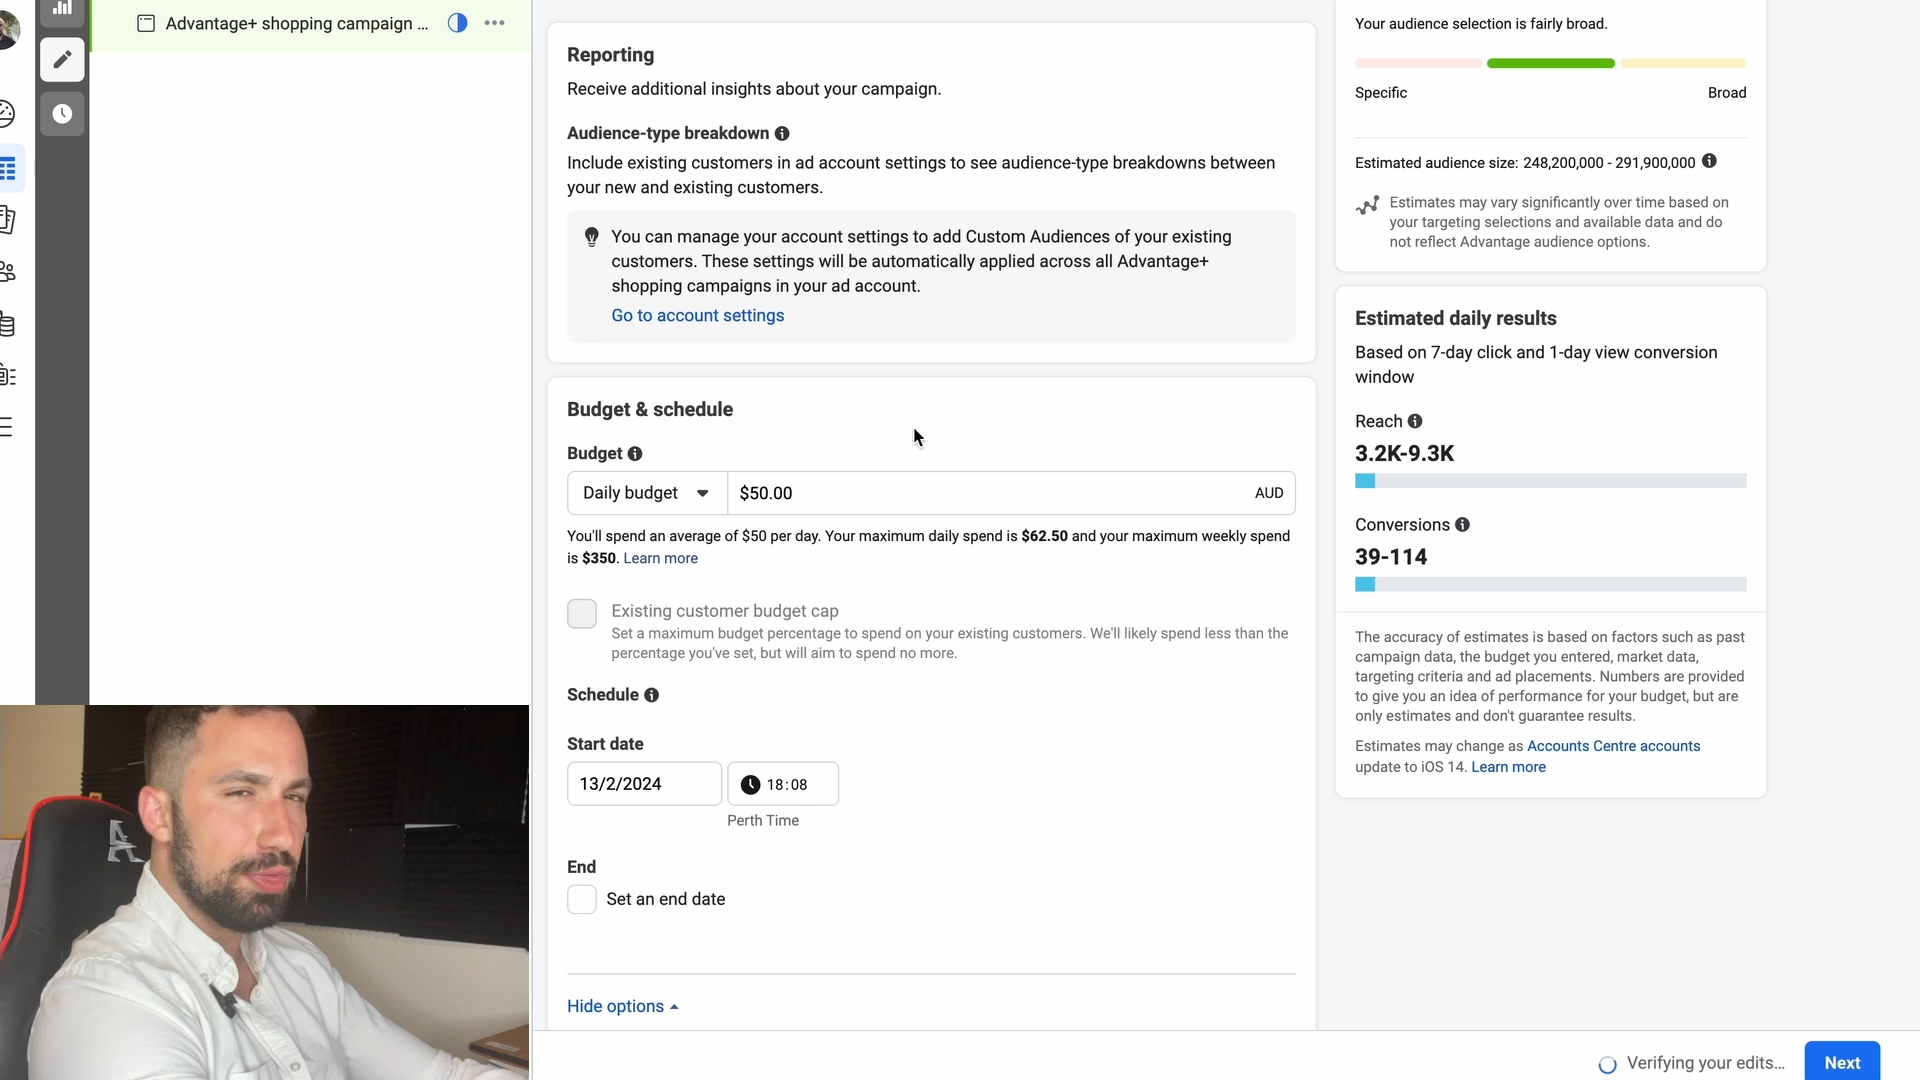 Advantage+ shopping campaign ...
Reporting
Receive additional insights about your campaign.
Audience-type breakdown
Include existing customers in ad account settings to see audience-type breakdowns between
your new and existing customers.
You can manage your account settings to add Custom Audiences of your existing
customers. These settings will be automatically applied across all Advantage+
shopping campaigns in your ad account.
Go to account settings
Budget & schedule
Budget
Daily budget $50.00 AUD
You'll spend an average of $50 per day. Your maximum daily spend is $62.50 and your maximum weekly spend
is $350. Learn more
Existing customer budget cap
Set a maximum budget percentage to spend on your existing customers. We'll likely spend less than the
percentage you've set, but will aim to spend no more.
Schedule
Start date
13/2/2024 18:08
Perth Time
End
Set an end date
Hide options
Your audience selection is fairly broad.
Specific Broad
Estimated audience size: 248,200,000 - 291,900,000
Estimates may vary significantly over time based on
your targeting selections and available data and do
not reflect Advantage audience options.
Estimated daily results
Based on 7-day click and 1-day view conversion
window
Reach
3.2K-9.3K
Conversions
39-114
The accuracy of estimates is based on factors such as past
campaign data, the budget you entered, market data,
targeting criteria and ad placements. Numbers are provided
to give you an idea of performance for your budget, but are
only estimates and don't guarantee results.
Estimates may change as Accounts Centre accounts
update to iOS 14. Learn more
Verifying your edits...
Next